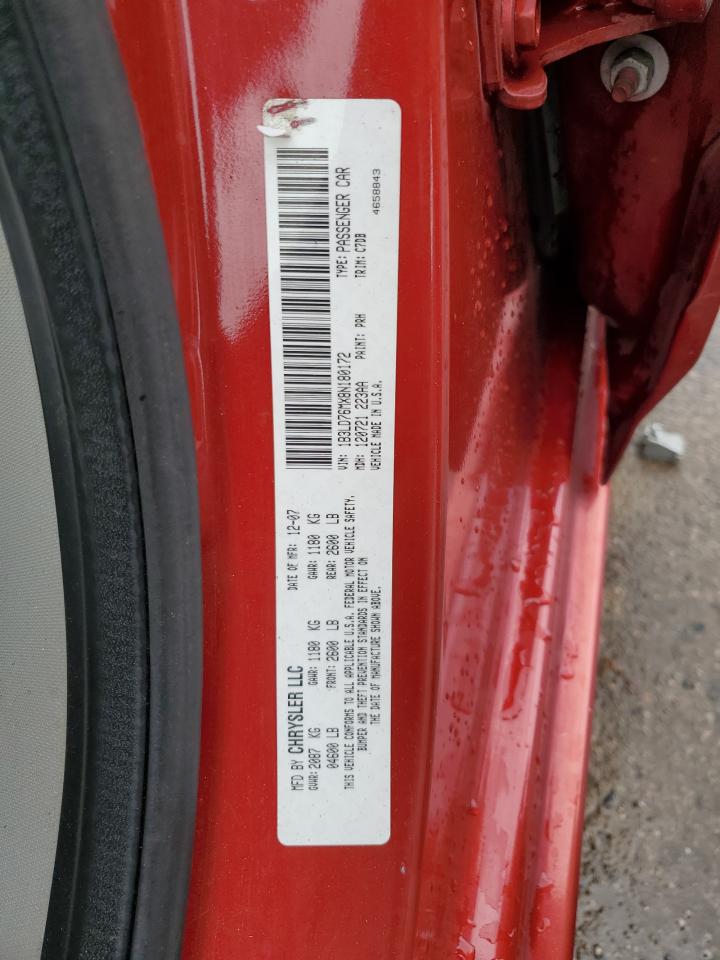 MFD BY CHRYSLER LLC
DATE OF MFR: 12-07
GVWR: 2087 KG
GAWR: 1180 KG
GAWR: 1180 KG
04600 LB
FRONT: 2600 LB
REAR: 2600 LB
THIS VEHICLE CONFORMS TO ALL APPLICABLE U.S.A. FEDERAL MOTOR VEHICLE SAFETY,
BUMPER AND THEFT PREVENTION STANDARDS IN EFFECT ON
THE DATE OF MANUFACTURE SHOWN ABOVE.
VIN: 1B3LD76MX8N180172
TYPE: PASSENGER CAR
MDH: 120721 223AA
PAINT: PRH
TRIM: C7DB
VEHICLE MADE IN U.S.A.
4658843